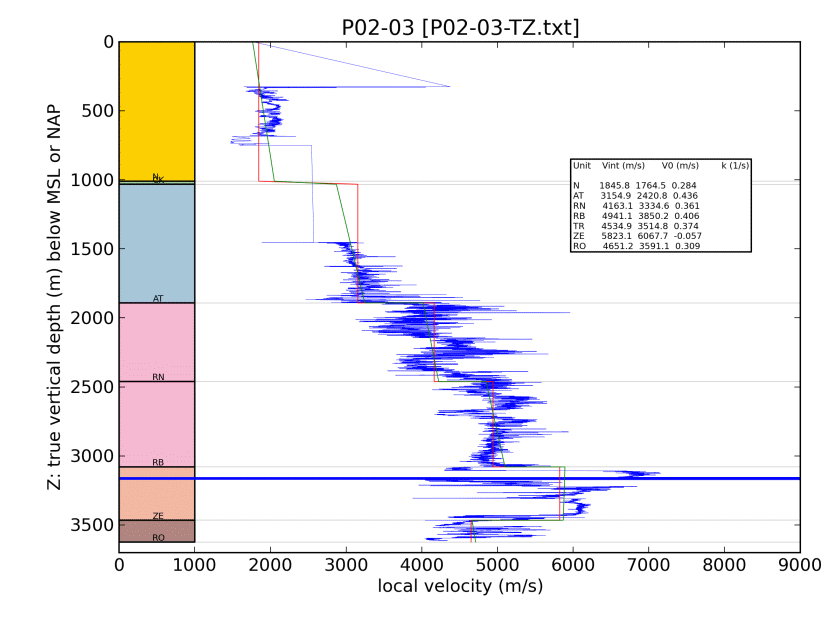 P02-03 [P02-03-TZ.txt]
0
500
1000
1500
2000
2500
3000
3500
Z: true vertical depth (m) below MSL or NAP
N
CK
AT
RN
RB
ZE
RO
Unit Vint (m/s) V0 (m/s) k (1/s)
N 1845.8 1764.5 0.284
AT 3154.9 2420.8 0.436
RN 4163.1 3334.6 0.361
RB 4941.1 3850.2 0.406
TR 4534.9 3514.8 0.374
ZE 5823.1 6067.7 -0.057
RO 4651.2 3591.1 0.309
0 1000 2000 3000 4000 5000 6000 7000 8000 9000
local velocity (m/s)